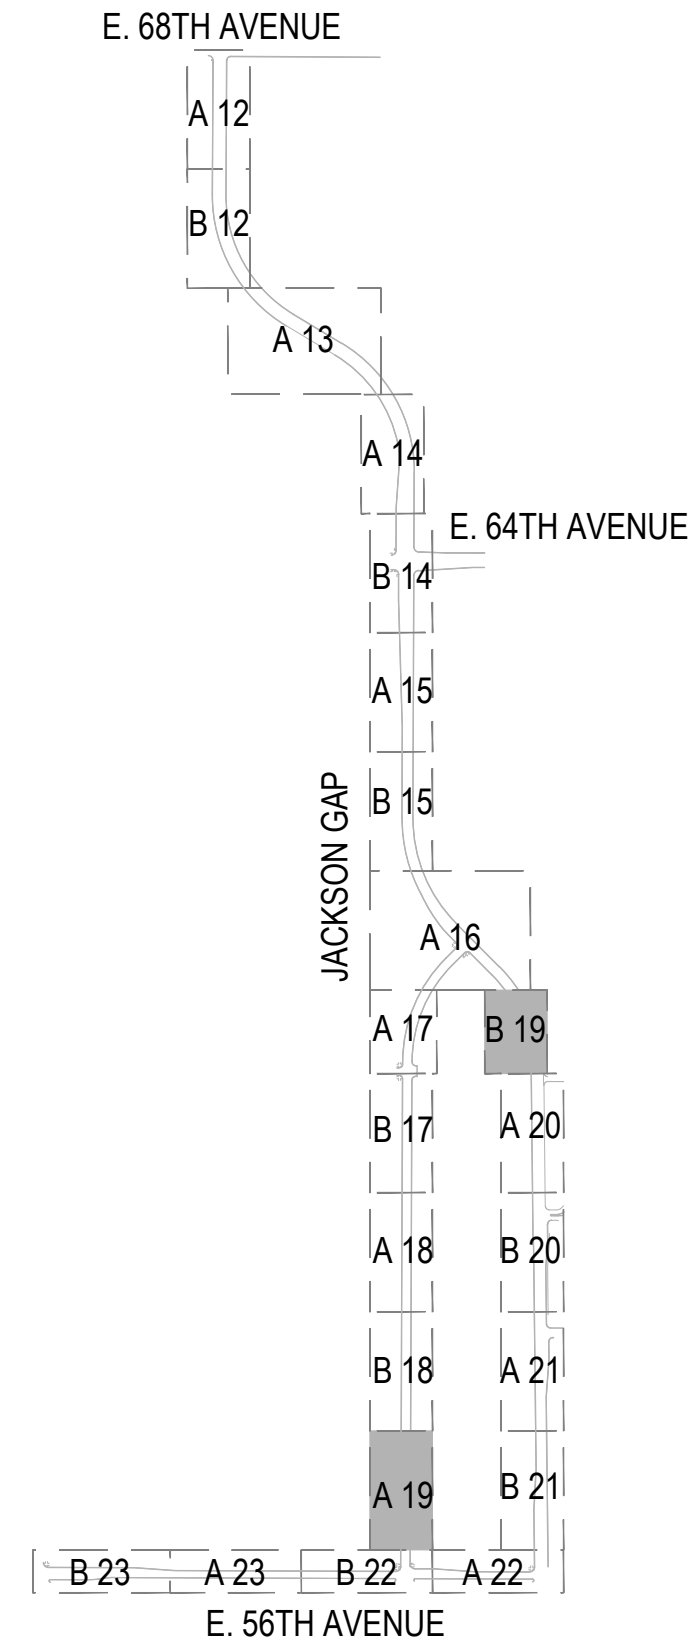 E. 68TH AVENUE
A 12
B 12
A 13
A 14
E. 64TH AVENUE
B 14
A 15
B 15
JACKSON GAP
A 16
A 17
B 19
B 17
A 20
A 18
B 20
B 18
A 21
A 19
B 21
B 23
A 23
B 22
A 22
E. 56TH AVENUE